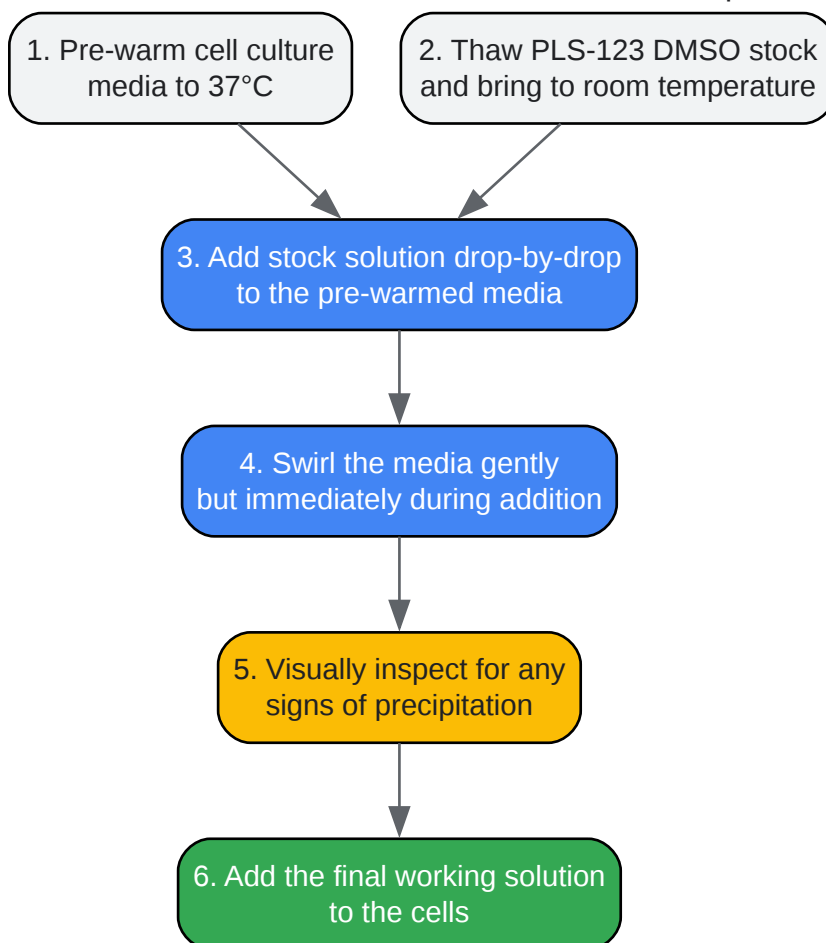 1. Pre-warm cell culture
media to 37°C
2. Thaw PLS-123 DMSO stock
and bring to room temperature
3. Add stock solution drop-by-drop
to the pre-warmed media
4. Swirl the media gently
but immediately during addition
5. Visually inspect for any
signs of precipitation
6. Add the final working solution
to the cells